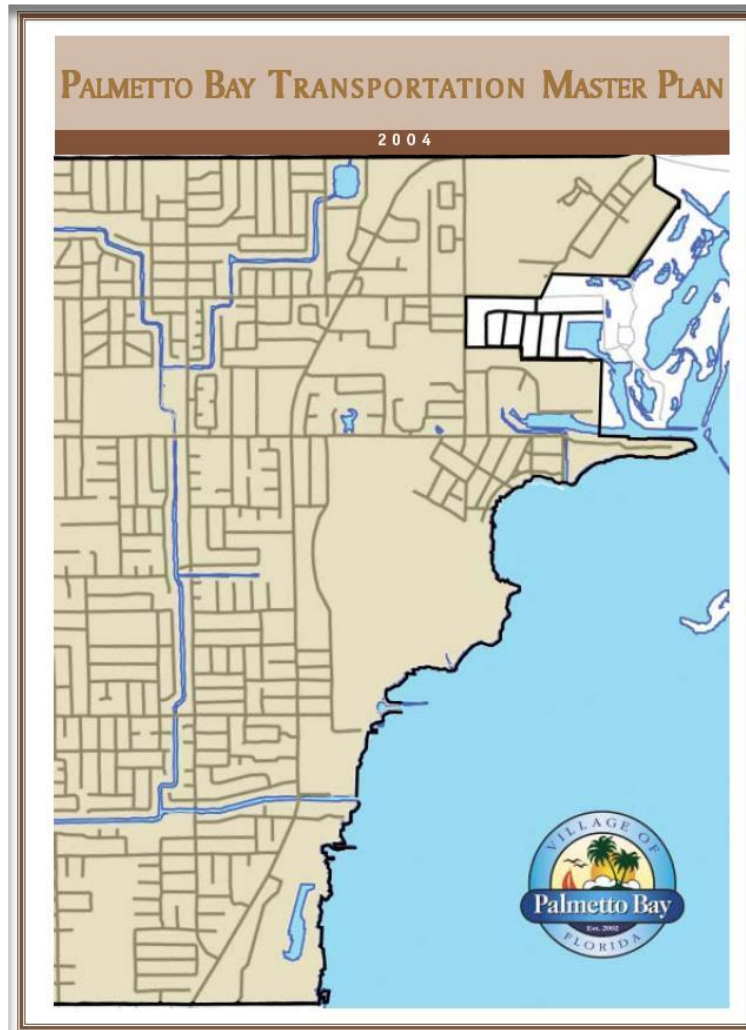 PALMETTO BAY TRANSPORTATION MASTER PLAN
2004
VILLAGE OF
Palmetto Bay
Est. 2002
FLORIDA